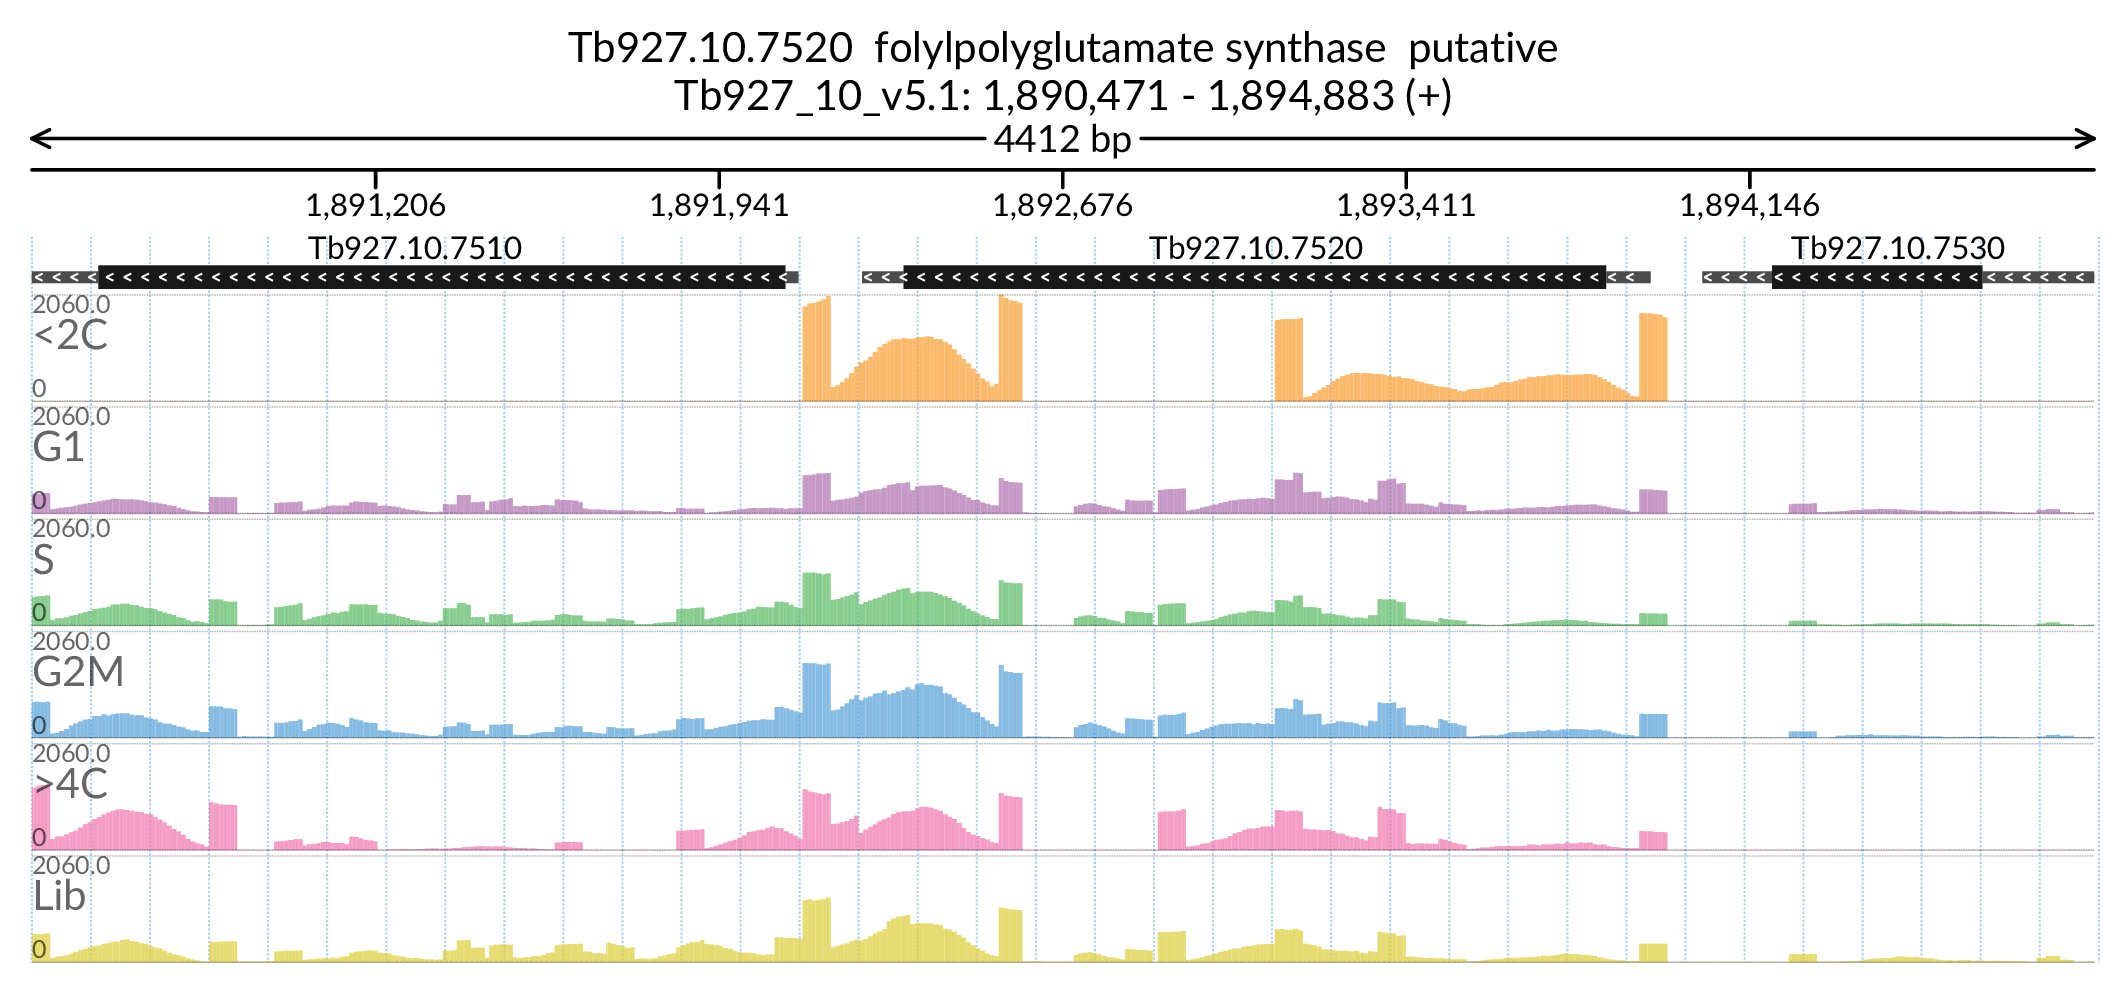 Tb927.10.7520 folylpolyglutamate synthase putative
Tb927_10_v5.1: 1,890,471 - 1,894,883 (+)
4412 bp
1,891,206 1,891,941 1,892,676 1,893,411 1,894,146
Tb927.10.7510 Tb927.10.7520 Tb927.10.7530
2060.0
<2C
0
2060.0
G1
0
2060.0
S
0
2060.0
G2M
0
2060.0
>4C
0
2060.0
Lib
0